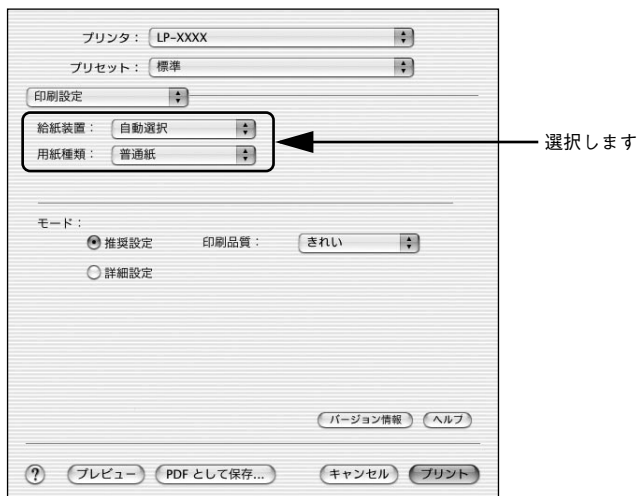 プリンタ： LP-XXXX
プリセット： 標準
印刷設定
給紙装置： 自動選択
選択します
用紙種類： 普通紙
モード：
推奨設定 印刷品質： きれい
詳細設定
バージョン情報 ヘルプ
? プレビュー PDF として保存... キャンセル プリント